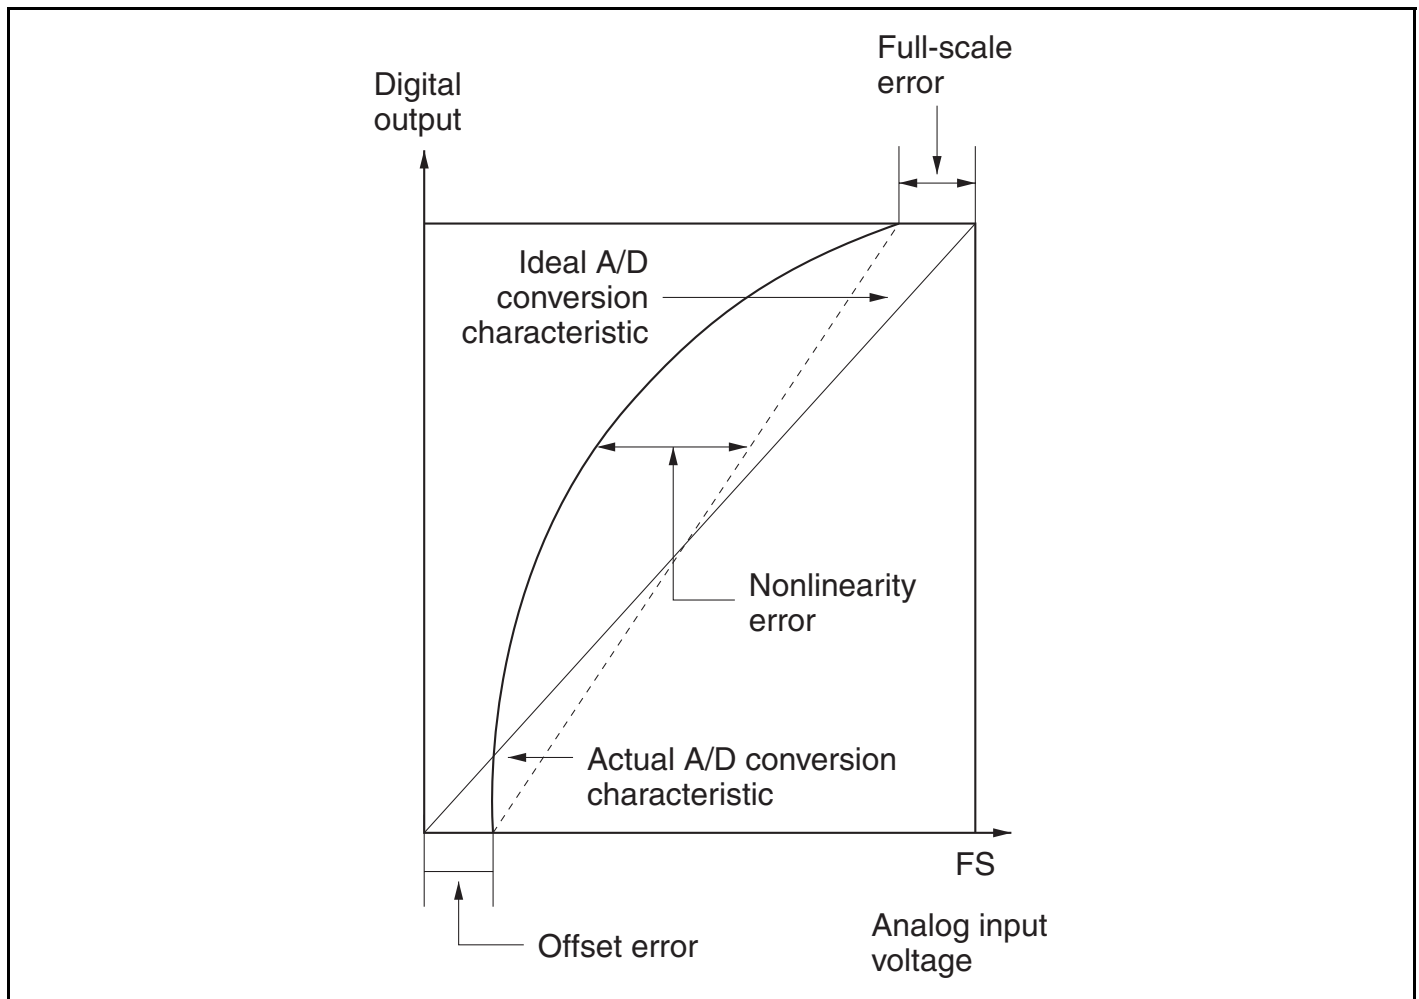 Full-scale
error
Digital
output
Ideal A/D
conversion
characteristic
Nonlinearity
error
Actual A/D conversion
characteristic
FS
Offset error
Analog input
voltage